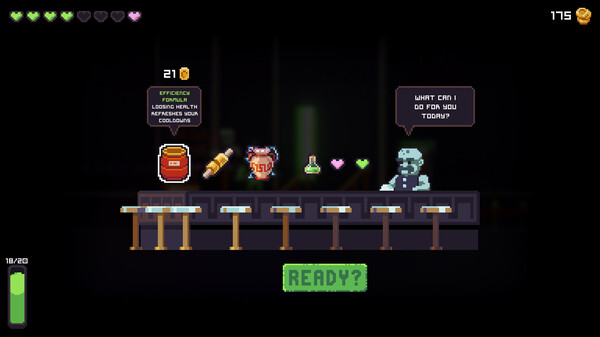 175
21
EFFICIENCY
FORMULA
LOOSING HEALTH
REFRESHES YOUR
COOLDOWNS
WHAT CAN I
DO FOR YOU
TODAY?
READY?
18/20